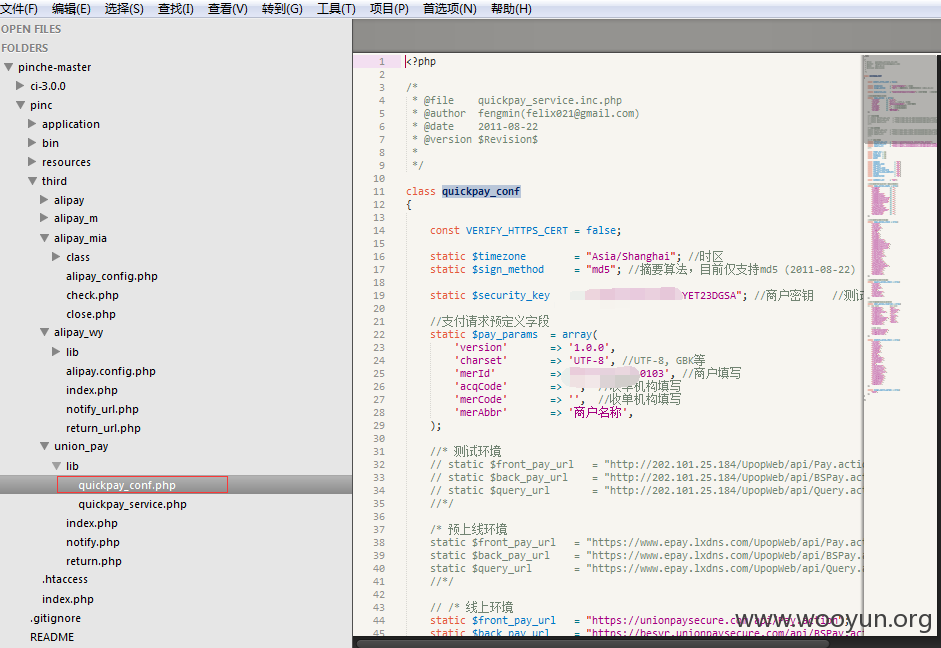 文件(F) 编辑(E) 选择(S) 查找(I) 查看(V) 转到(G) 工具(T) 项目(P) 首选项(N) 帮助(H)
OPEN FILES
FOLDERS
pinche-master
ci-3.0.0
pinc
application
bin
resources
third
alipay
alipay_m
alipay_mia
class
alipay_config.php
check.php
close.php
alipay_wy
lib
alipay.config.php
index.php
notify_url.php
return_url.php
union_pay
lib
quickpay_conf.php
quickpay_service.php
index.php
notify.php
return.php
.htaccess
index.php
.gitignore
README
1 <?php
2
3 /*
4 * @file quickpay_service.inc.php
5 * @author fengmin(felix021@gmail.com)
6 * @date 2011-08-22
7 * @version $Revision$
8 *
9 */
10
11 class quickpay_conf
12 {
13
14 const VERIFY_HTTPS_CERT = false;
15
16 static $timezone = "Asia/Shanghai"; //时区
17 static $sign_method = "md5"; //摘要算法，目前仅支持md5 (2011-08-22)
18
19 static $security_key YET23DGSA"; //商户密钥 //测试
20
21 //支付请求预定义字段
22 static $pay_params = array(
23 'version' => '1.0.0',
24 'charset' => 'UTF-8', //UTF-8, GBK等
25 'merId' => 0103', //商户填写
26 'acqCode' => ', //收单机构填写
27 'merCode' => '', //收单机构填写
28 'merAbbr' => '商户名称',
29 );
30
31 //* 测试环境
32 // static $front_pay_url = "http://202.101.25.184/UpopWeb/api/Pay.actio
33 // static $back_pay_url = "http://202.101.25.184/UpopWeb/api/BSPay.act
34 // static $query_url = "http://202.101.25.184/UpopWeb/api/Query.act
35 //*/
36
37 /* 预上线环境
38 static $front_pay_url = "https://www.epay.lxdns.com/UpopWeb/api/Pay.ac
39 static $back_pay_url = "https://www.epay.lxdns.com/UpopWeb/api/BSPay.
40 static $query_url = "https://www.epay.lxdns.com/UpopWeb/api/Query.
41 //*/
42
43 // /* 线上环境
44 static $front_pay_url = "https://unionpaysecure.com/api/Pay.action";
45 static $back_pay_url = "https://besvr.unionpaysecure.com/api/BSPay.act
www.wooyun.org